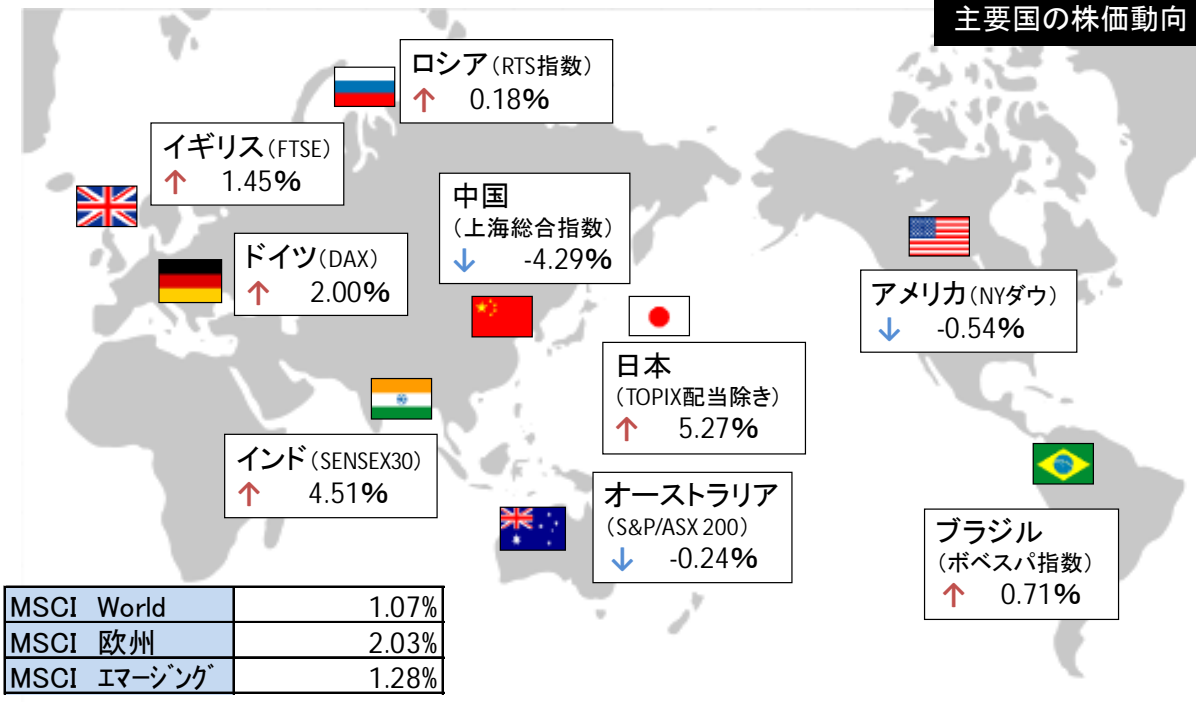 主要国の株価動向
ロシア(RTS指数)
↑ 0.18%
イギリス(FTSE)
↑ 1.45%
中国
(上海総合指数)
↓ -4.29%
ドイツ(DAX)
↑ 2.00%
アメリカ(NYダウ)
↓ -0.54%
日本
(TOPIX配当除き)
↑ 5.27%
インド(SENSEX30)
↑ 4.51%
オーストラリア
(S&P/ASX 200)
↓ -0.24%
ブラジル
(ボベスパ指数)
↑ 0.71%
MSCI World 1.07%
MSCI 欧州 2.03%
MSCI エマージング 1.28%